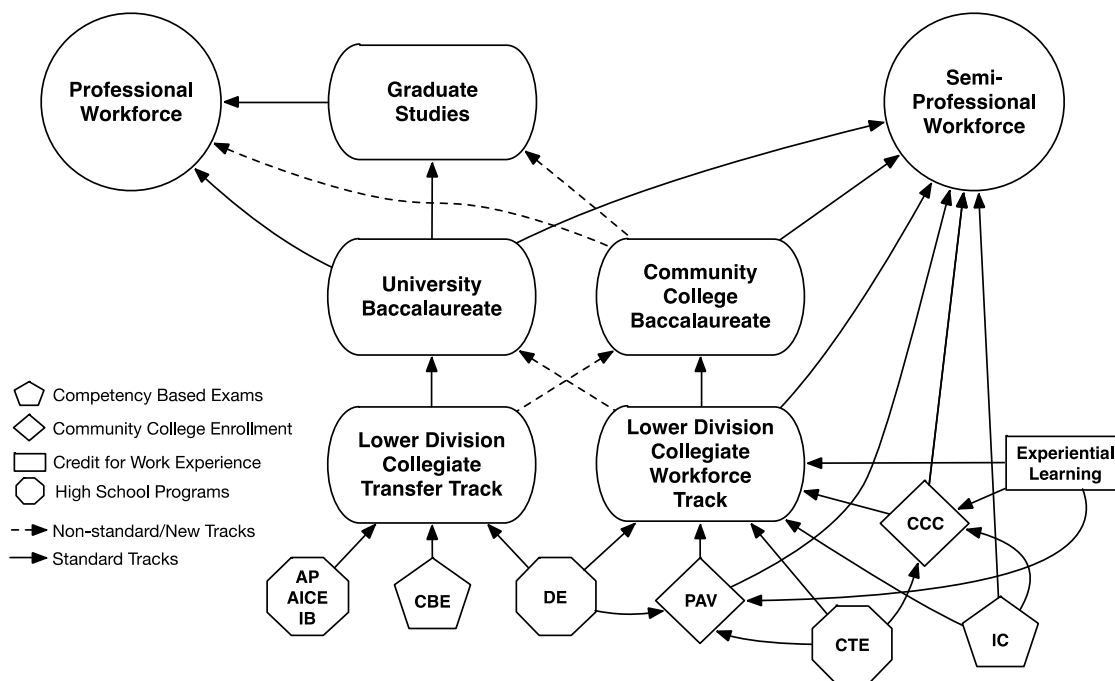 Professional
Workforce
Graduate
Studies
Semi-
Professional
Workforce
University
Baccalaureate
Community
College
Baccalaureate
Competency Based Exams
Community College Enrollment
Credit for Work Experience
High School Programs
Non-standard/New Tracks
Standard Tracks
Lower Division
Collegiate
Transfer Track
Lower Division
Collegiate
Workforce
Track
Experiential
Learning
CCC
AP
AICE
IB
CBE
DE
PAV
CTE
IC